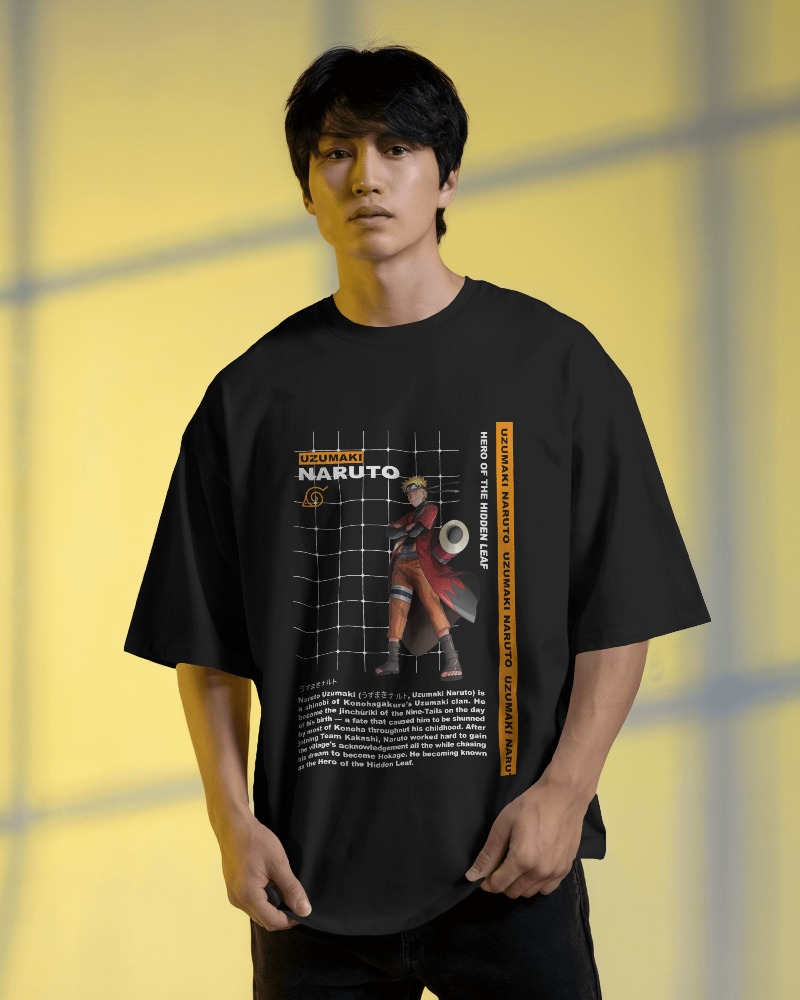 UZUMAKI
NARUTO
うずまきナルト
Naruto Uzumaki (うずまきナルト, Uzumaki Naruto) is
a shinobi of Konohagakure's Uzumaki clan. He
became the jinchūriki of the Nine-Tails on the day
of his birth — a fate that caused him to be shunned
by most of Konoha throughout his childhood. After
joining Team Kakashi, Naruto worked hard to gain
the village's acknowledgement all the while chasing
his dream to become Hokage. He becoming known
as the Hero of the Hidden Leaf.
HERO OF THE HIDDEN LEAF
UZUMAKI NARUTO UZUMAKI NARUTO UZUMAKI NARU